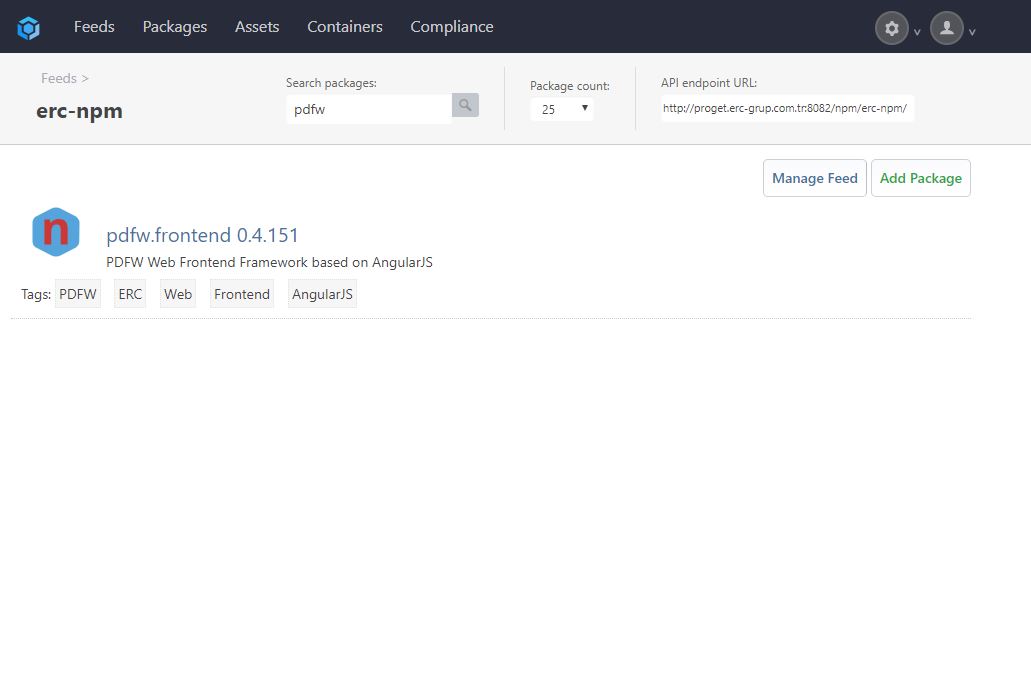 Feeds Packages Assets Containers Compliance
Feeds >
erc-npm
Search packages:
pdfw
Package count:
25
API endpoint URL:
http://proget.erc-grup.com.tr:8082/npm/erc-npm/
Manage Feed
Add Package
n
pdfw.frontend 0.4.151
PDFW Web Frontend Framework based on AngularJS
Tags: PDFW ERC Web Frontend AngularJS